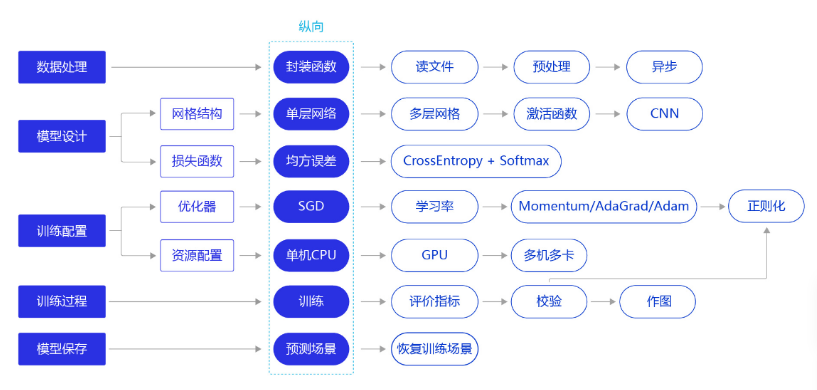 纵向
数据处理 封装函数 读文件 预处理 异步
网格结构 单层网络 多层网格 激活函数 CNN
模型设计
损失函数 均方误差 CrossEntropy + Softmax
优化器 SGD 学习率 Momentum/AdaGrad/Adam 正则化
训练配置
资源配置 单机CPU GPU 多机多卡
训练过程 训练 评价指标 校验 作图
模型保存 预测场景 恢复训练场景